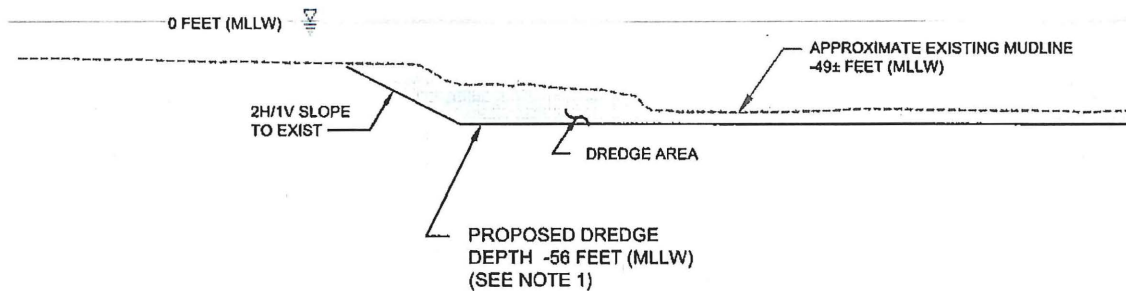 0 FEET (MLLW)
APPROXIMATE EXISTING MUDLINE
-49± FEET (MLLW)
2H/1V SLOPE
TO EXIST
DREDGE AREA
PROPOSED DREDGE
DEPTH -56 FEET (MLLW)
(SEE NOTE 1)